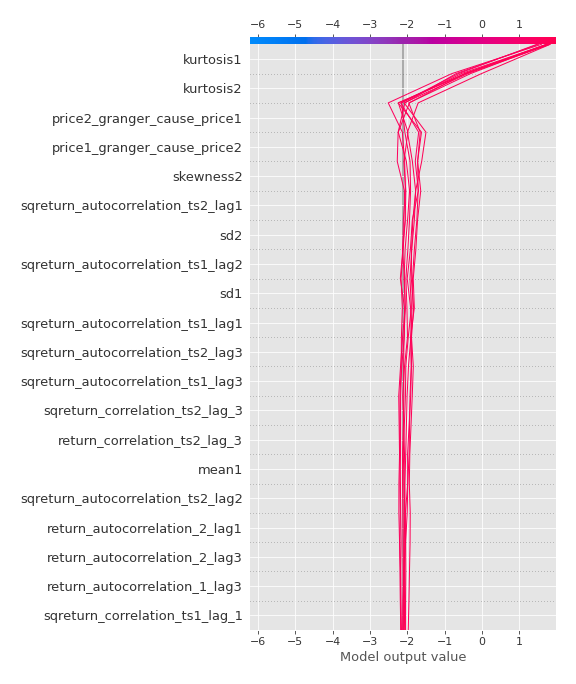 −6 −5 −4 −3 −2 −1 0 1
kurtosis1
kurtosis2
price2_granger_cause_price1
price1_granger_cause_price2
skewness2
sqreturn_autocorrelation_ts2_lag1
sd2
sqreturn_autocorrelation_ts1_lag2
sd1
sqreturn_autocorrelation_ts1_lag1
sqreturn_autocorrelation_ts2_lag3
sqreturn_autocorrelation_ts1_lag3
sqreturn_correlation_ts2_lag_3
return_correlation_ts2_lag_3
mean1
sqreturn_autocorrelation_ts2_lag2
return_autocorrelation_2_lag1
return_autocorrelation_2_lag3
return_autocorrelation_1_lag3
sqreturn_correlation_ts1_lag_1
−6 −5 −4 −3 −2 −1 0 1
Model output value